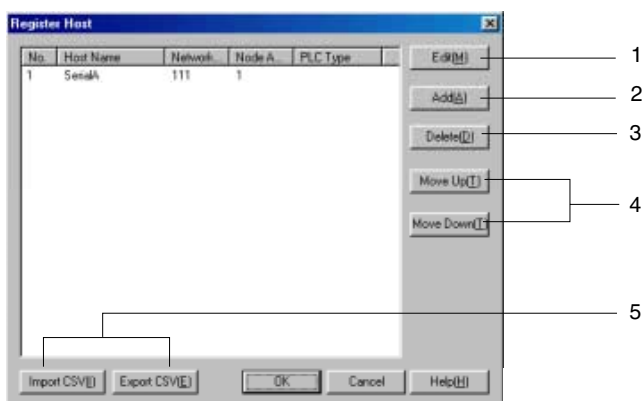 Register Host
No. Host Name Network... Node A... PLC Type
1 SerialA 111 1
Edit(M)
Add(A)
Delete(D)
Move Up(T)
Move Down(T
Import CSV(I) Export CSV(E) OK Cancel Help(H)
1
2
3
4
5